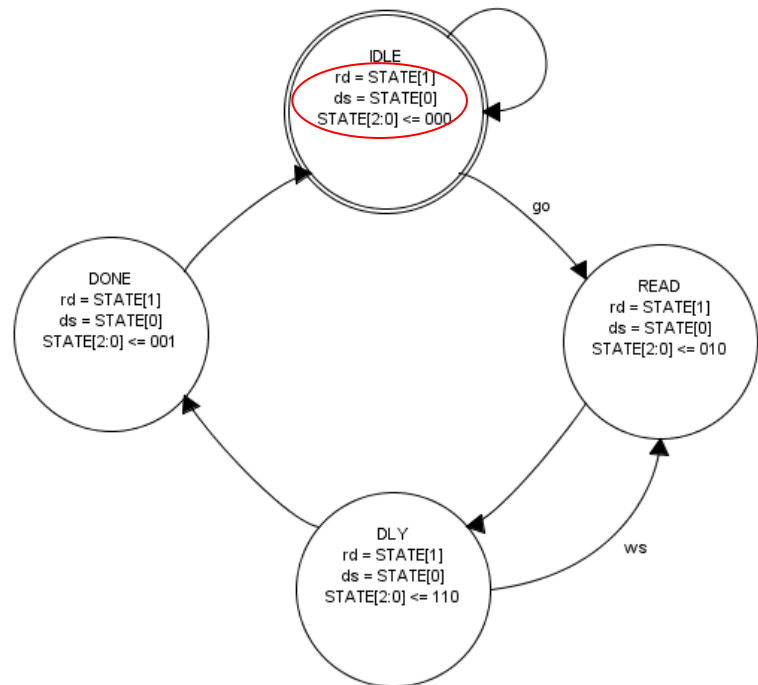 IDLE
rd = STATE[1]
ds = STATE[0]
STATE[2:0] <= 000
go
DONE
rd = STATE[1]
ds = STATE[0]
STATE[2:0] <= 001
READ
rd = STATE[1]
ds = STATE[0]
STATE[2:0] <= 010
DLY
rd = STATE[1]
ds = STATE[0]
STATE[2:0] <= 110
ws